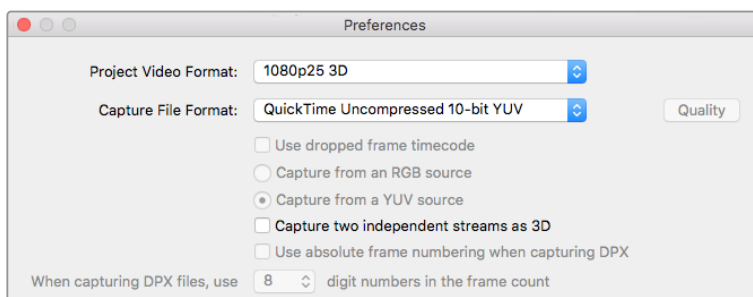 Preferences
Project Video Format: 1080p25 3D
Capture File Format: QuickTime Uncompressed 10-bit YUV Quality
Use dropped frame timecode
Capture from an RGB source
Capture from a YUV source
Capture two independent streams as 3D
Use absolute frame numbering when capturing DPX
When capturing DPX files, use 8 digit numbers in the frame count